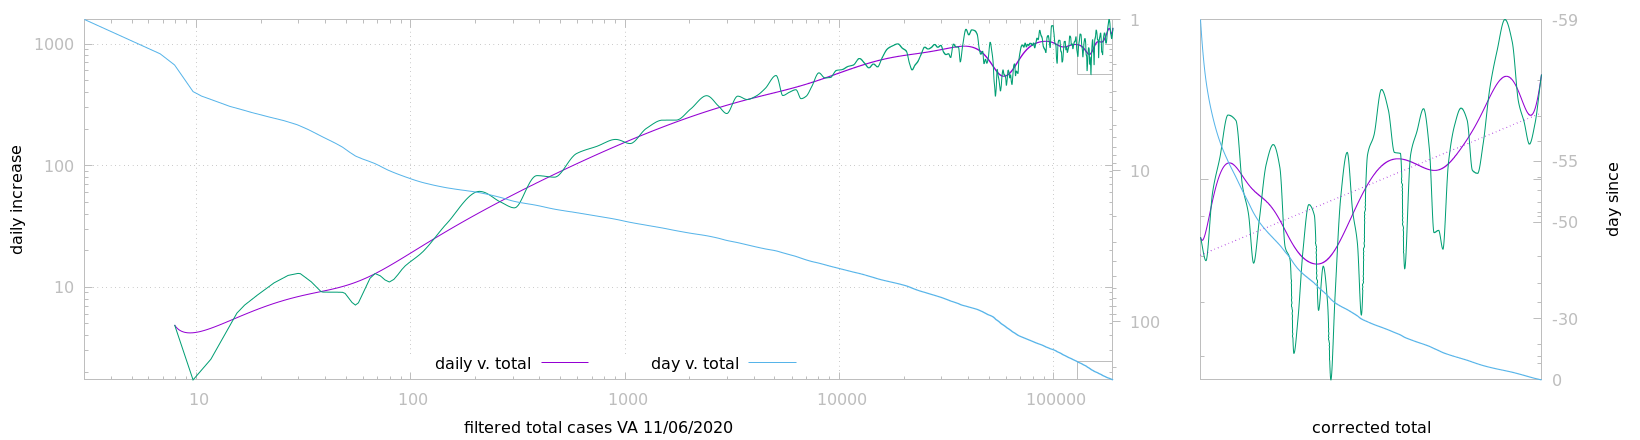 1000
100
10
daily increase
daily v. total
day v. total
10
100
1000
10000
100000
filtered total cases VA 11/06/2020
1
10
100
-59
-55
-50
-30
0
day since
corrected total